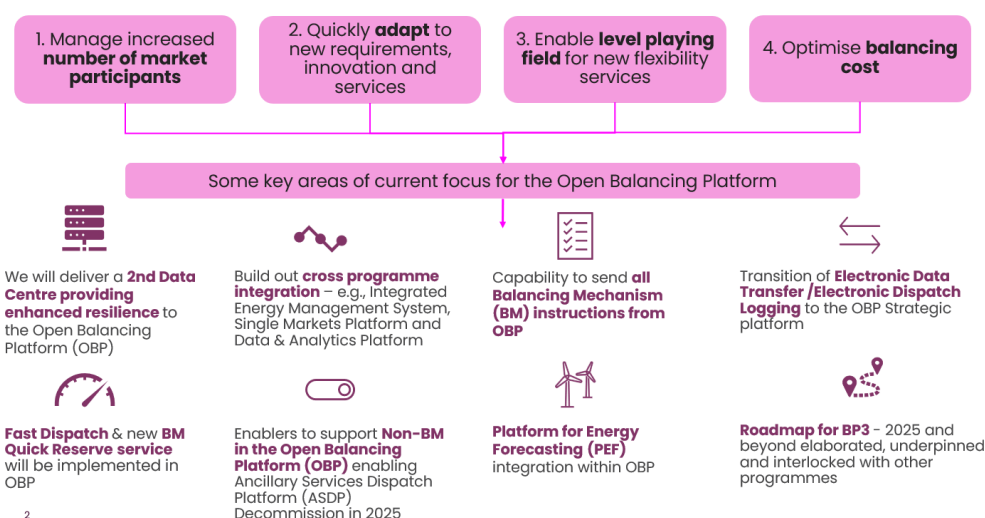 1. Manage increased
number of market
participants
2. Quickly adapt to
new requirements,
innovation and
services
3. Enable level playing
field for new flexibility
services
4. Optimise balancing
cost
Some key areas of current focus for the Open Balancing Platform
We will deliver a 2nd Data
Centre providing
enhanced resilience to
the Open Balancing
Platform (OBP)
Build out cross programme
integration – e.g., Integrated
Energy Management System,
Single Markets Platform and
Data & Analytics Platform
Capability to send all
Balancing Mechanism
(BM) instructions from
OBP
Transition of Electronic Data
Transfer /Electronic Dispatch
Logging to the OBP Strategic
platform
Fast Dispatch & new BM
Quick Reserve service
will be implemented in
OBP
Enablers to support Non-BM
in the Open Balancing
Platform (OBP) enabling
Ancillary Services Dispatch
Platform (ASDP)
Decommission in 2025
Platform for Energy
Forecasting (PEF)
integration within OBP
Roadmap for BP3 - 2025 and
beyond elaborated, underpinned
and interlocked with other
programmes
2